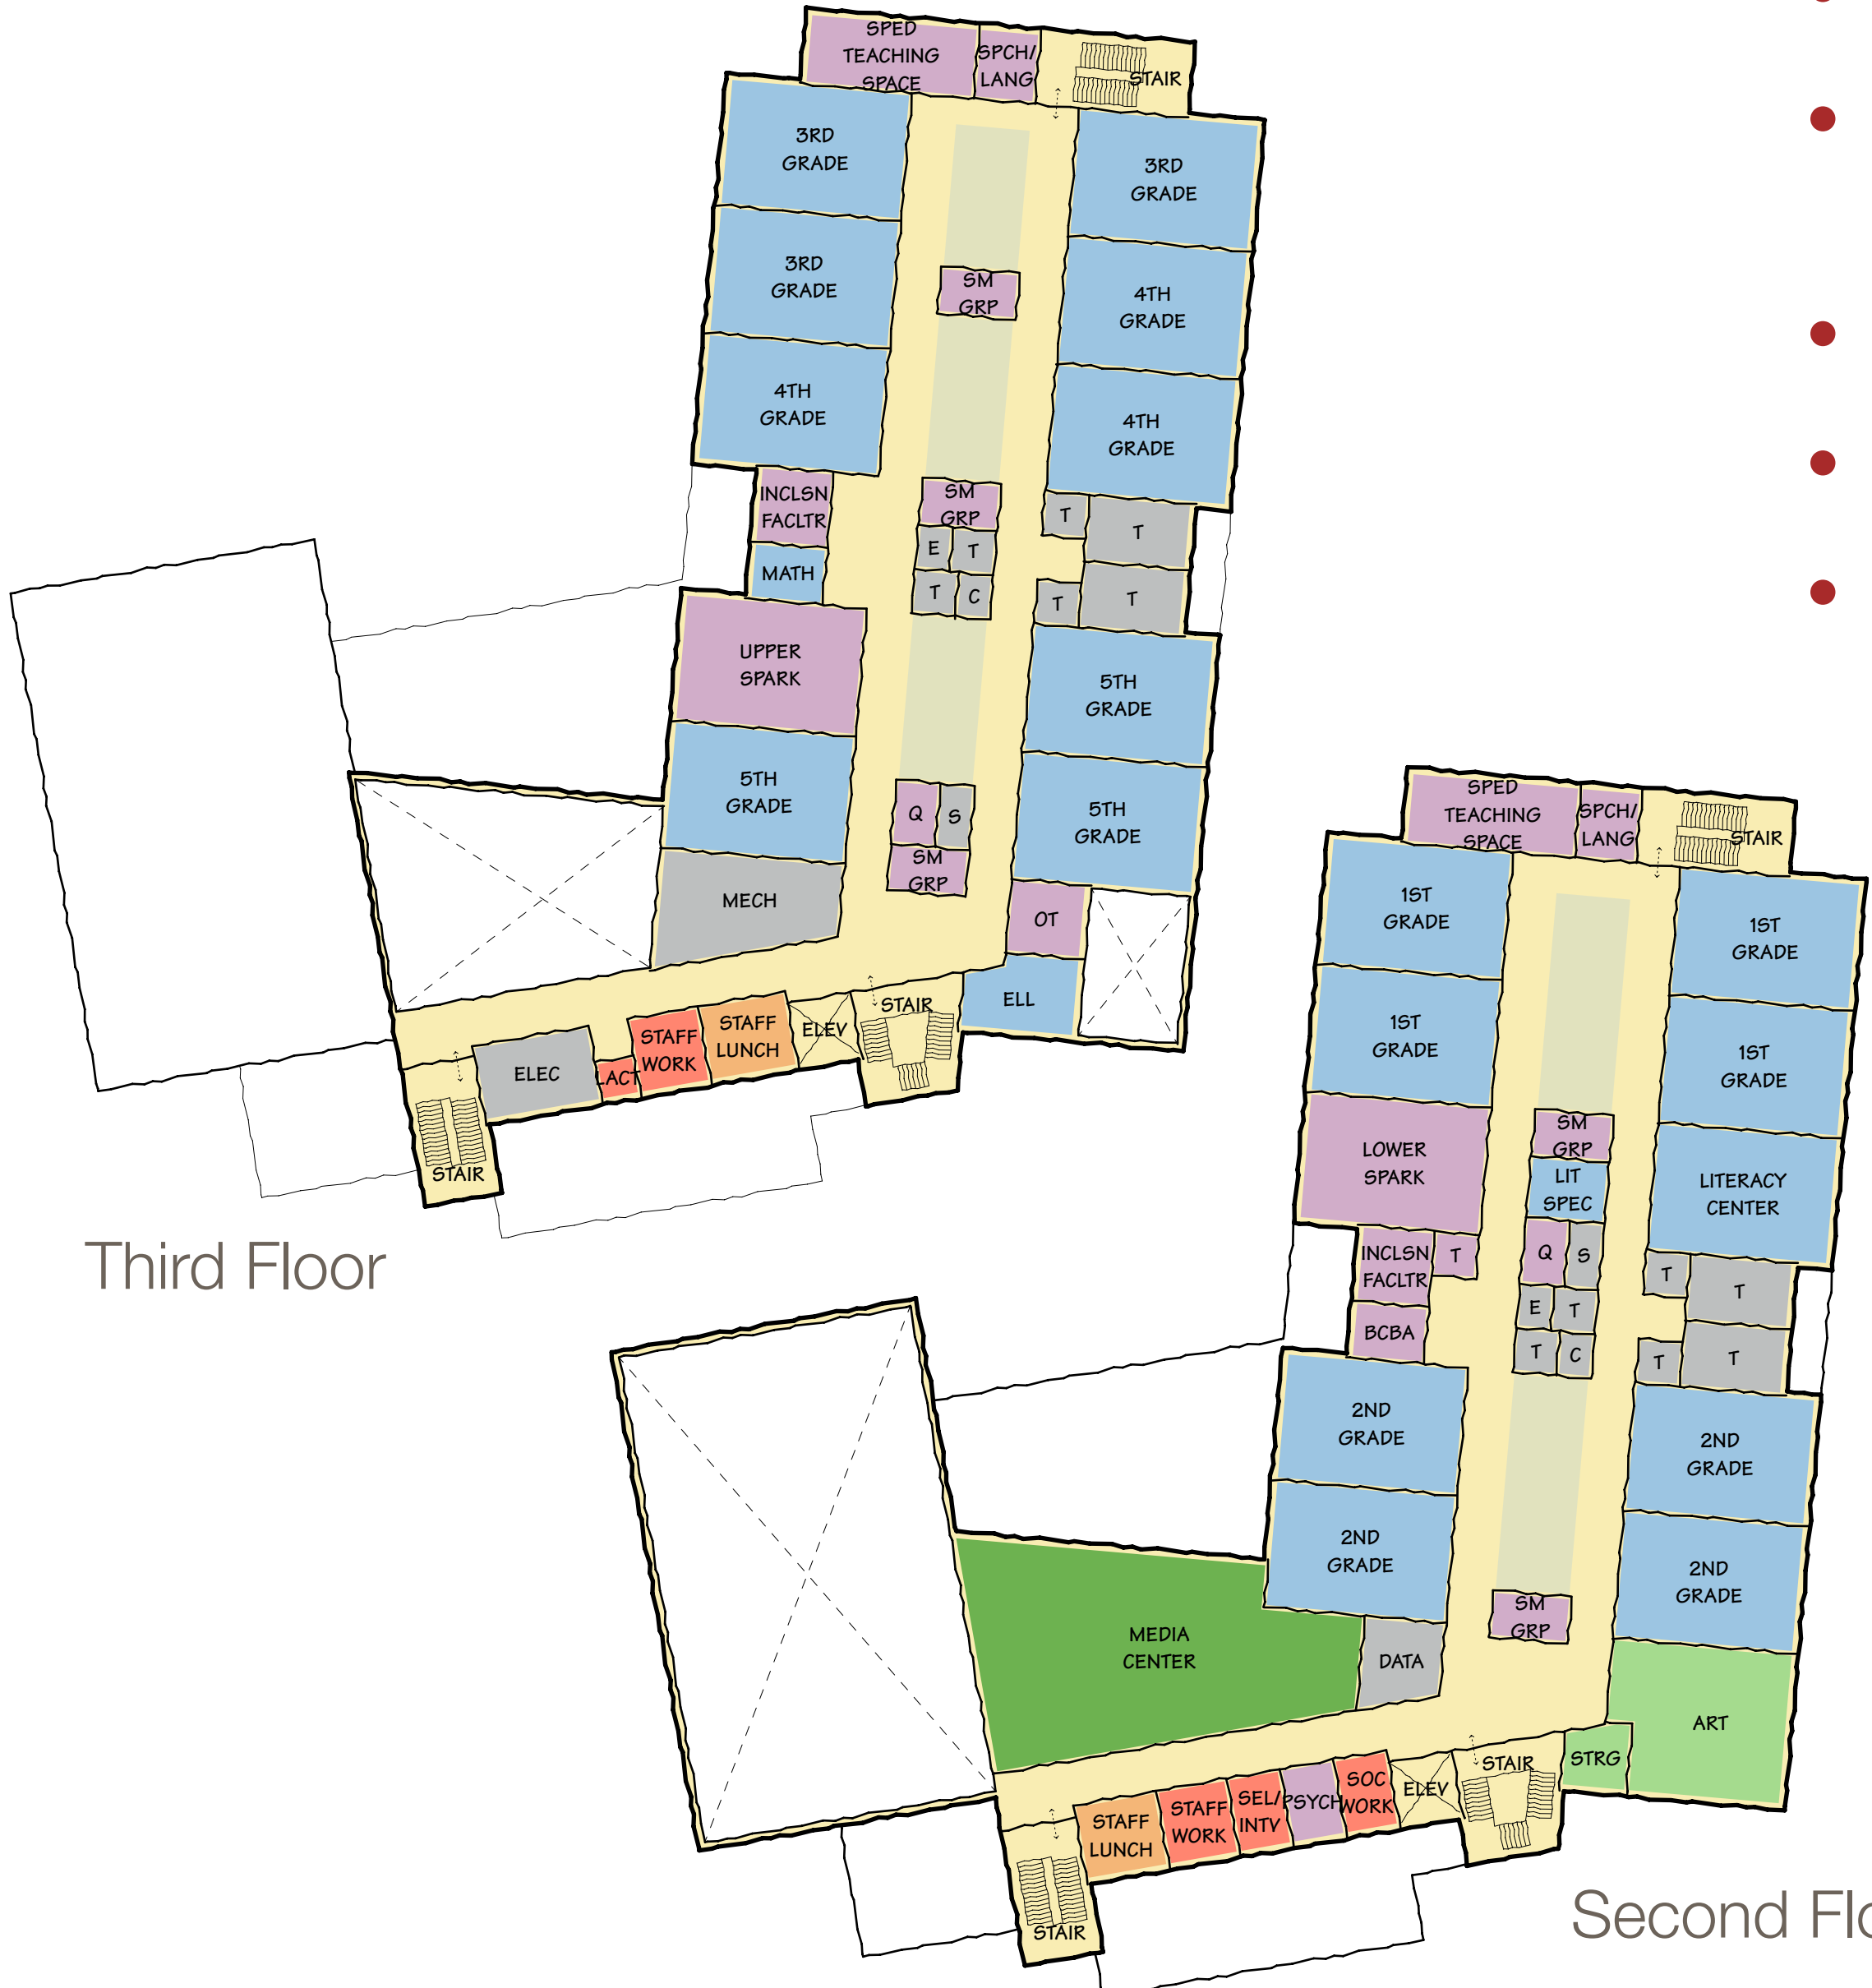 SPED
TEACHING
SPACE
SPCH/
LANG
STAIR
3RD
GRADE
3RD
GRADE
3RD
GRADE
SM
GRP
4TH
GRADE
4TH
GRADE
4TH
GRADE
INCLSN
FACLTR
SM
GRP
T
T
E
T
MATH
T
C
T
T
UPPER
SPARK
5TH
GRADE
5TH
GRADE
Q
S
5TH
GRADE
SM
GRP
MECH
OT
ELL
STAIR
ELEV
STAFF
LUNCH
STAFF
WORK
LACT
ELEC
STAIR
Third Floor
SPED
TEACHING
SPACE
SPCH/
LANG
STAIR
1ST
GRADE
1ST
GRADE
1ST
GRADE
1ST
GRADE
SM
GRP
LOWER
SPARK
LIT
SPEC
LITERACY
CENTER
INCLSN
FACLTR
T
Q
S
T
T
E
T
BCBA
T
C
T
T
2ND
GRADE
2ND
GRADE
2ND
GRADE
2ND
GRADE
SM
GRP
MEDIA
CENTER
DATA
ART
STRG
STAIR
ELEV
SOC
WORK
PSYCH
SEL/
INTV
STAFF
WORK
STAFF
LUNCH
STAIR
Second Flo